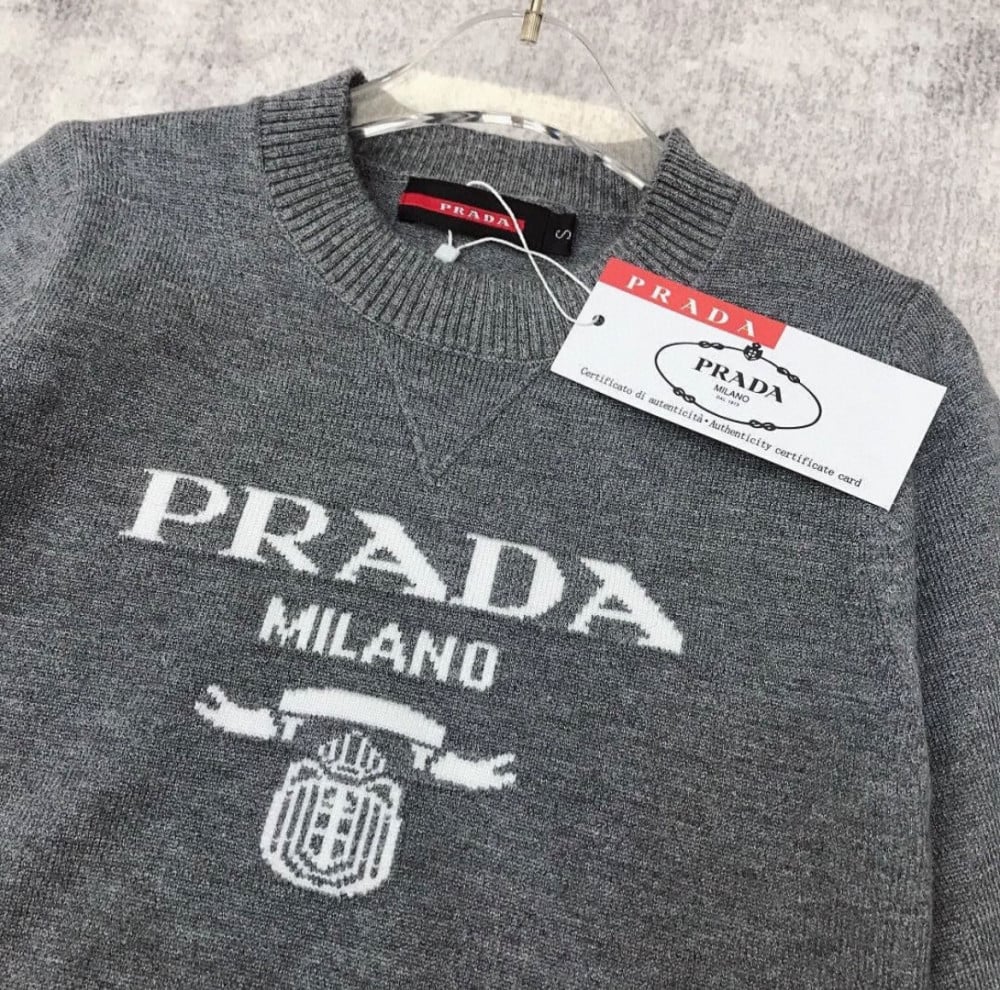 PRADA
S
PRADA
PRADA
MILANO
DAL 1913
Certificato di autenticità•Authenticity certificate card
PRADA
MILANO